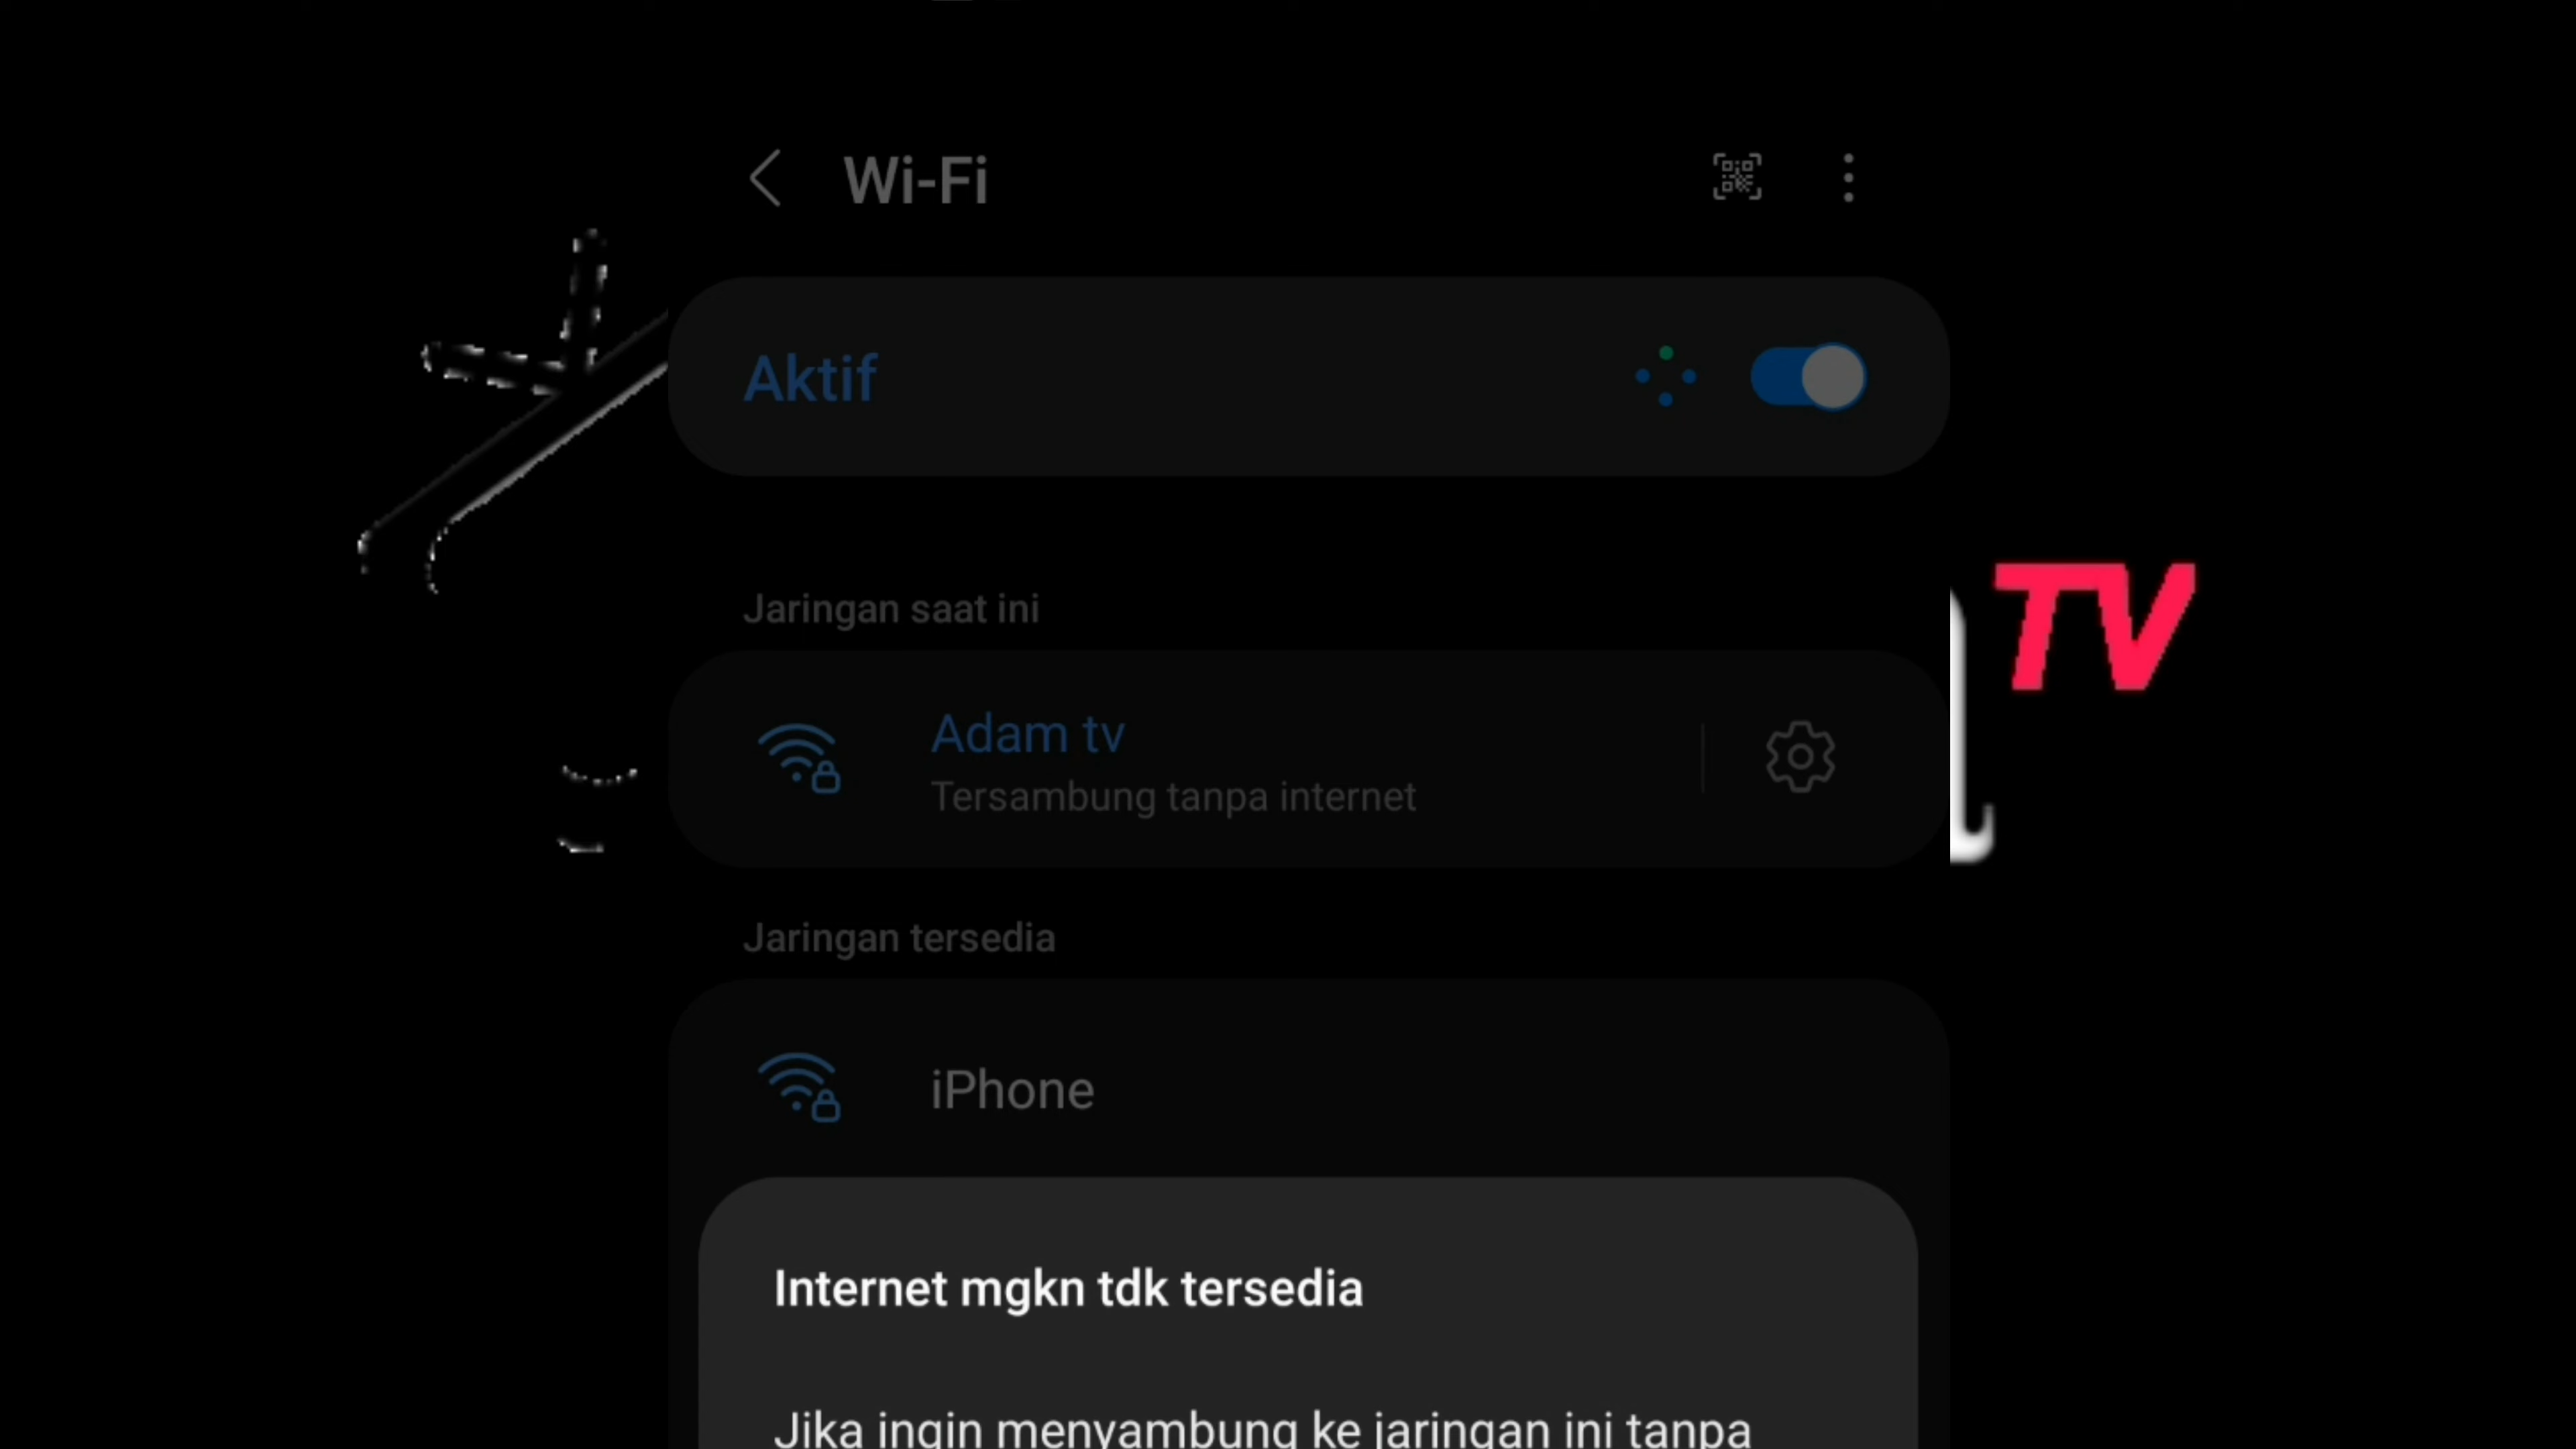 Wi-Fi
Aktif
Jaringan saat ini
TV
Adam tv
Tersambung tanpa internet
Jaringan tersedia
iPhone
Internet mgkn tdk tersedia
Jika ingin menyambung ke jaringan ini tanpa